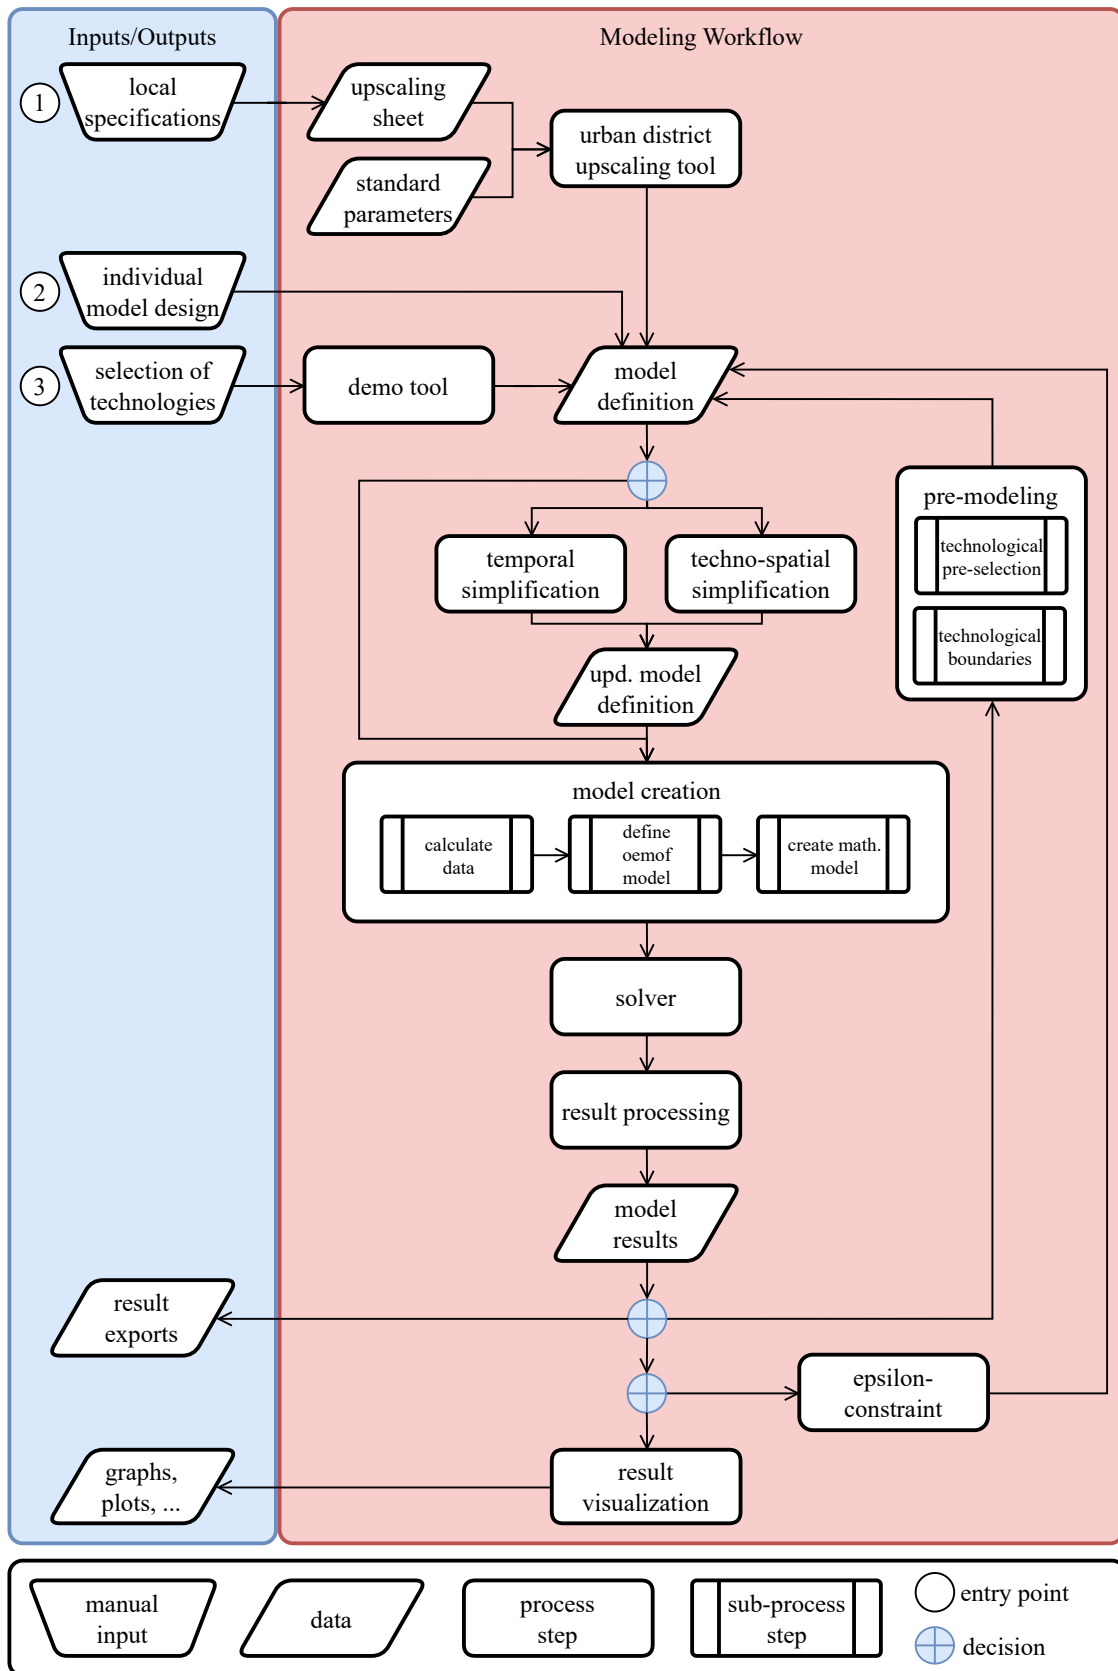 Inputs/Outputs
Modeling Workflow
1
local
specifications
upscaling
sheet
standard
parameters
urban district
upscaling tool
2
individual
model design
3
selection of
technologies
demo tool
model
definition
pre-modeling
technological
pre-selection
technological
boundaries
temporal
simplification
techno-spatial
simplification
upd. model
definition
model creation
calculate
data
define
oemof
model
create math.
model
solver
result processing
model
results
result
exports
epsilon-
constraint
graphs,
plots, ...
result
visualization
manual
input
data
process
step
sub-process
step
entry point
decision